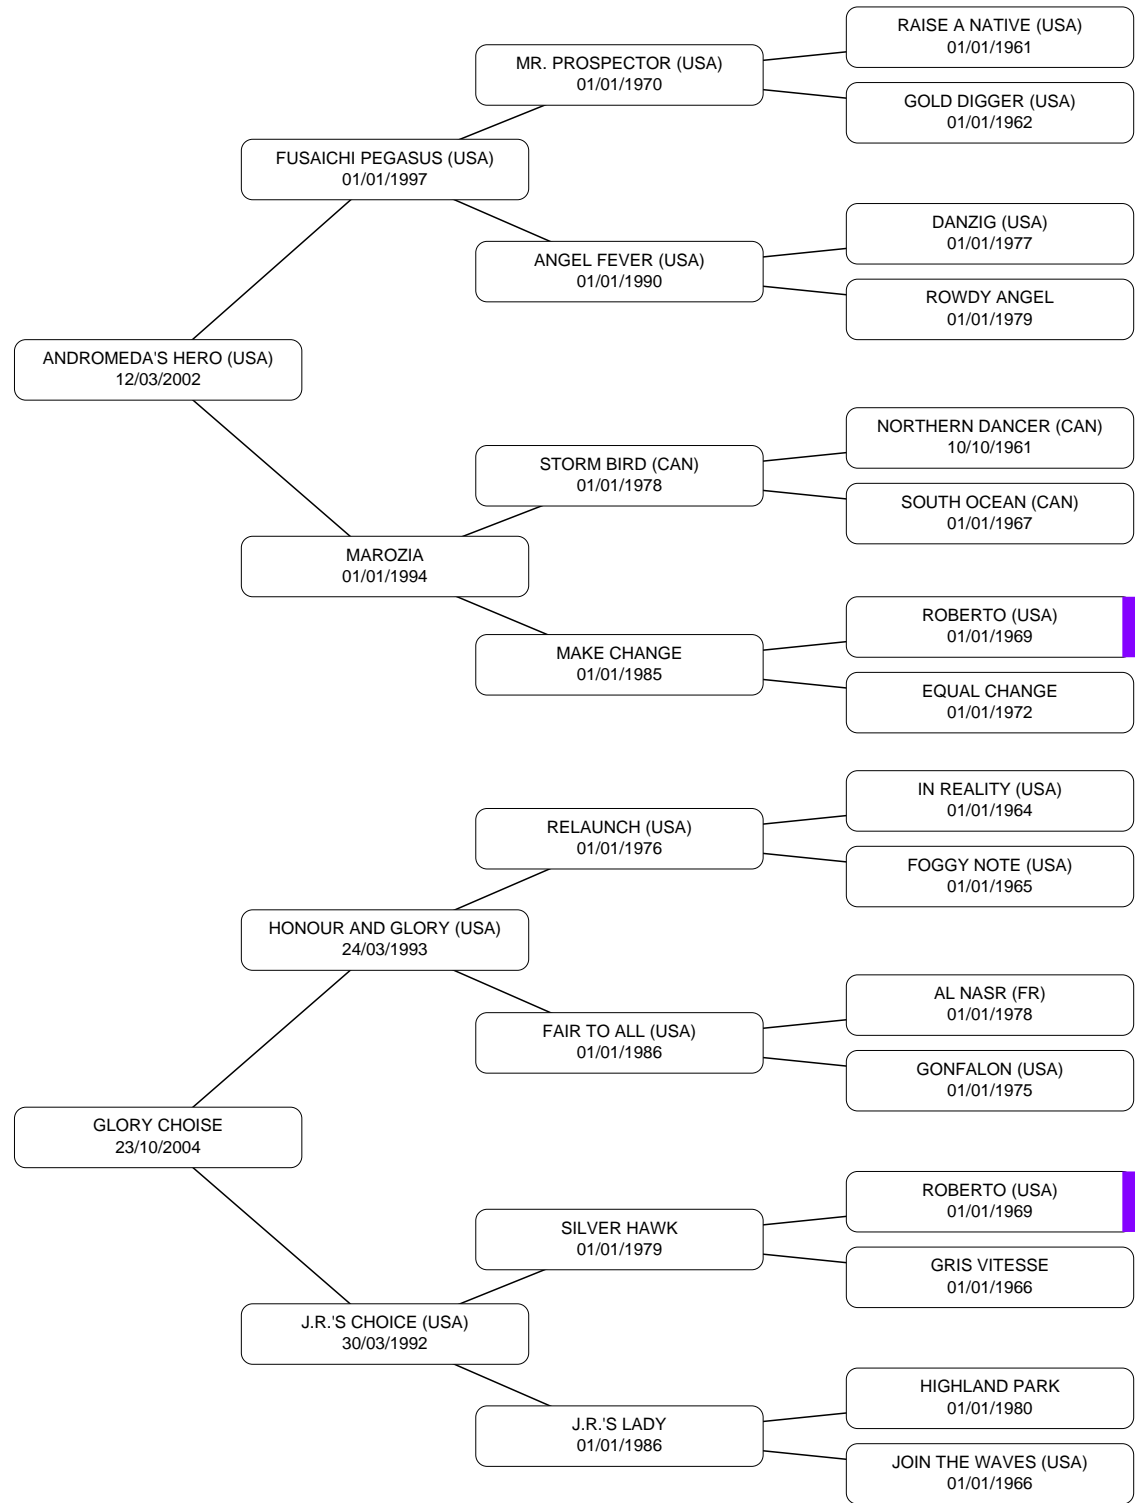 RAISE A NATIVE (USA)
01/01/1961
MR. PROSPECTOR (USA)
01/01/1970
GOLD DIGGER (USA)
01/01/1962
FUSAICHI PEGASUS (USA)
01/01/1997
DANZIG (USA)
01/01/1977
ANGEL FEVER (USA)
01/01/1990
ROWDY ANGEL
01/01/1979
ANDROMEDA'S HERO (USA)
12/03/2002
NORTHERN DANCER (CAN)
10/10/1961
STORM BIRD (CAN)
01/01/1978
SOUTH OCEAN (CAN)
01/01/1967
MAROZIA
01/01/1994
ROBERTO (USA)
01/01/1969
MAKE CHANGE
01/01/1985
EQUAL CHANGE
01/01/1972
IN REALITY (USA)
01/01/1964
RELAUNCH (USA)
01/01/1976
FOGGY NOTE (USA)
01/01/1965
HONOUR AND GLORY (USA)
24/03/1993
AL NASR (FR)
01/01/1978
FAIR TO ALL (USA)
01/01/1986
GONFALON (USA)
01/01/1975
GLORY CHOISE
23/10/2004
ROBERTO (USA)
01/01/1969
SILVER HAWK
01/01/1979
GRIS VITESSE
01/01/1966
J.R.'S CHOICE (USA)
30/03/1992
HIGHLAND PARK
01/01/1980
J.R.'S LADY
01/01/1986
JOIN THE WAVES (USA)
01/01/1966